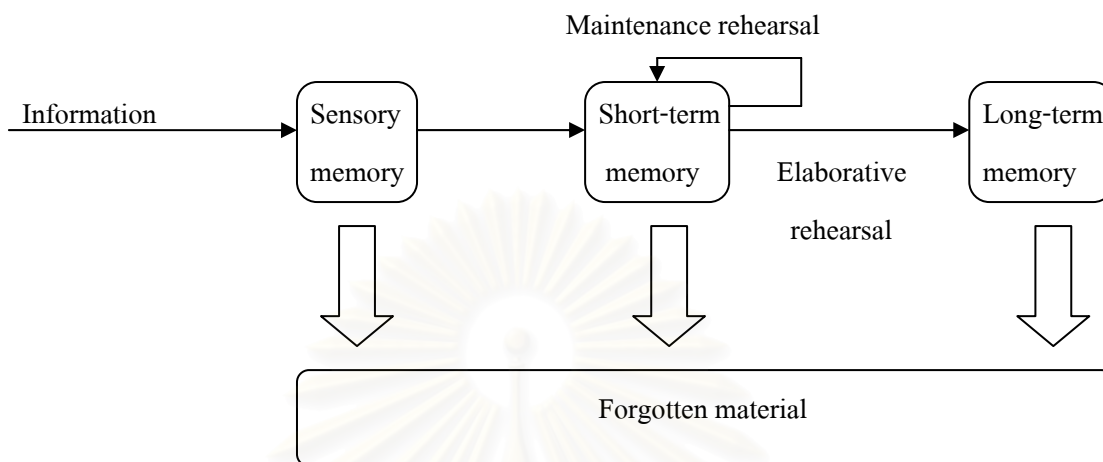 Maintenance rehearsal
Information
Sensory
memory
Short-term
memory
Elaborative
rehearsal
Long-term
memory
Forgotten material